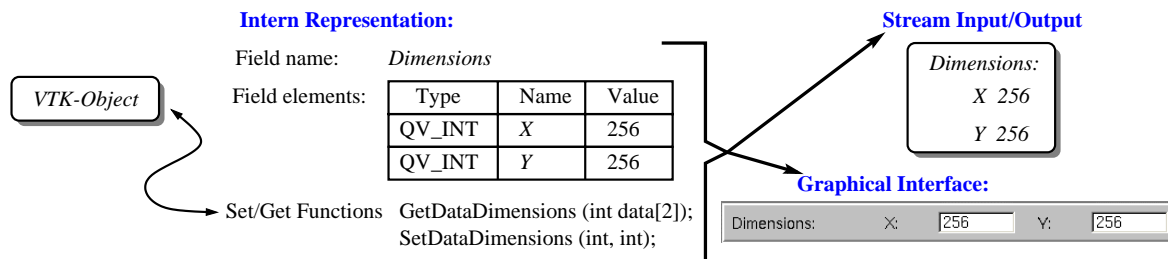 Intern Representation:
Stream Input/Output
Field name: Dimensions
Dimensions:
X 256
Y 256
VTK-Object
Field elements:
Type Name Value
QV_INT X 256
QV_INT Y 256
Graphical Interface:
Set/Get Functions GetDataDimensions (int data[2]);
SetDataDimensions (int, int);
Dimensions: X: 256 Y: 256